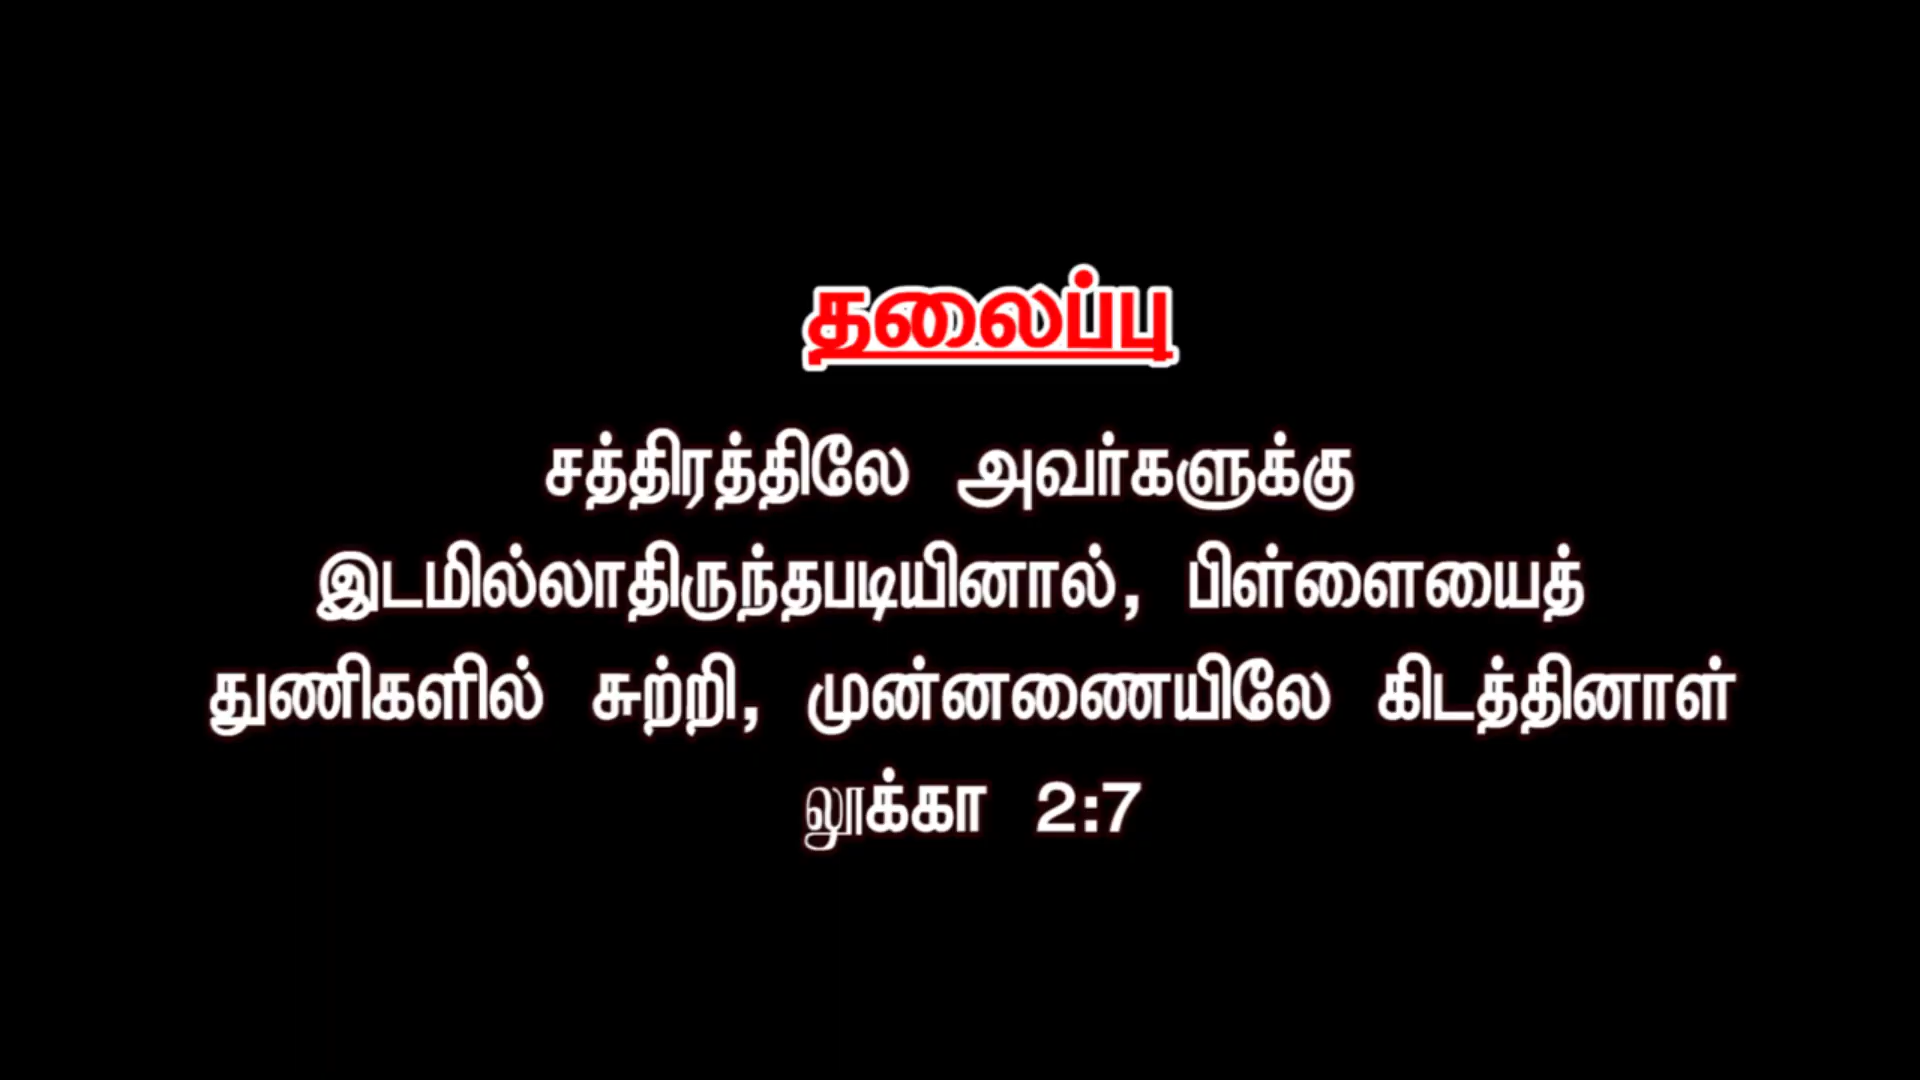 தலைப்பு
சத்திரத்திலே அவர்களுக்கு
இடமில்லாதிருந்தபடியினால், பிள்ளையைத்
துணிகளில் சுற்றி, முன்னணையிலே கிடத்தினாள்
லூக்கா 2:7